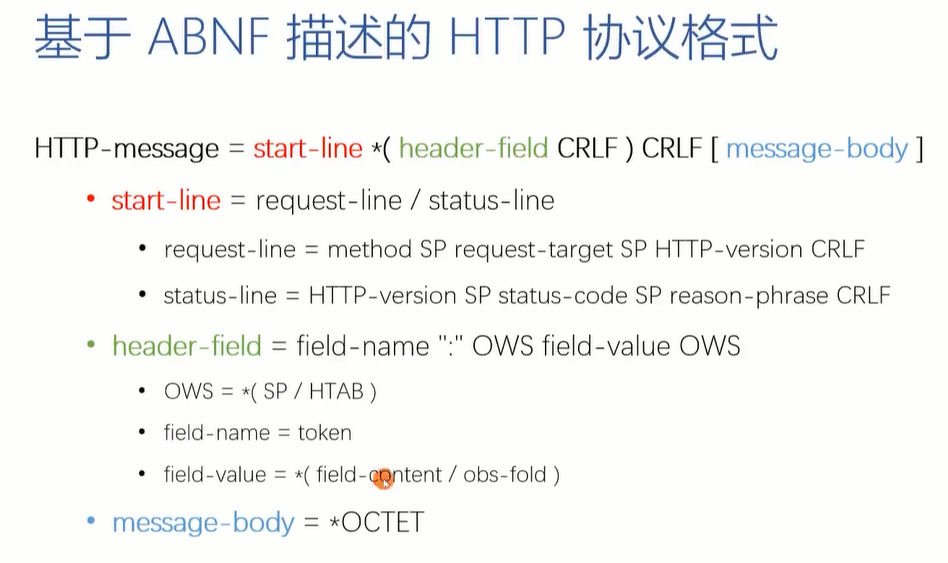 基于 ABNF 描述的 HTTP 协议格式
HTTP-message = start-line *( header-field CRLF ) CRLF [ message-body ]
• start-line = request-line / status-line
• request-line = method SP request-target SP HTTP-version CRLF
• status-line = HTTP-version SP status-code SP reason-phrase CRLF
• header-field = field-name ":" OWS field-value OWS
• OWS = *( SP / HTAB )
• field-name = token
• field-value = *( field-content / obs-fold )
• message-body = *OCTET